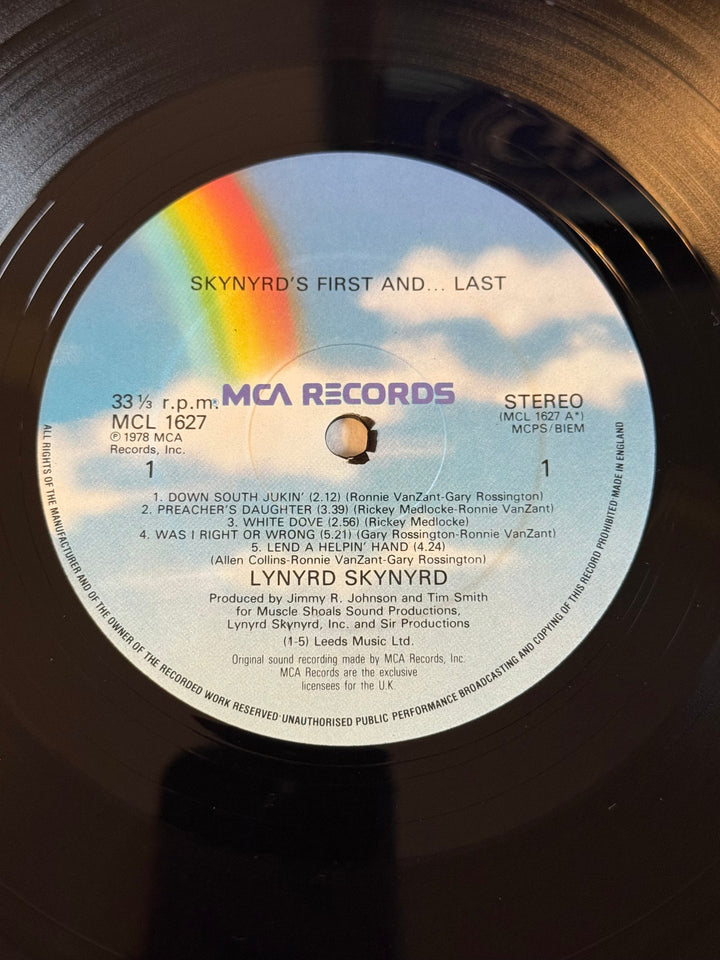 SKYNYRD'S FIRST AND... LAST
MCA RECORDS
33 ⅓ r.p.m.
MCL 1627
℗ 1978 MCA
Records, Inc.
1
STEREO
(MCL 1627 A*)
MCPS/BIEM
1
1. DOWN SOUTH JUKIN' (2.12) (Ronnie VanZant-Gary Rossington)
2. PREACHER'S DAUGHTER (3.39) (Rickey Medlocke-Ronnie VanZant)
3. WHITE DOVE (2.56) (Rickey Medlocke)
4. WAS I RIGHT OR WRONG (5.21) (Gary Rossington-Ronnie VanZant)
5. LEND A HELPIN' HAND (4.24)
(Allen Collins-Ronnie VanZant-Gary Rossington)
LYNYRD SKYNYRD
Produced by Jimmy R. Johnson and Tim Smith
for Muscle Shoals Sound Productions,
Lynyrd Skynyrd, Inc. and Sir Productions
(1-5) Leeds Music Ltd.
Original sound recording made by MCA Records, Inc.
MCA Records are the exclusive
licensees for the U.K.
ALL RIGHTS OF THE MANUFACTURER AND OF THE OWNER OF THE RECORDED WORK RESERVED·UNAUTHORISED PUBLIC PERFORMANCE BROADCASTING AND COPYING OF THIS RECORD PROHIBITED MADE IN ENGLAND